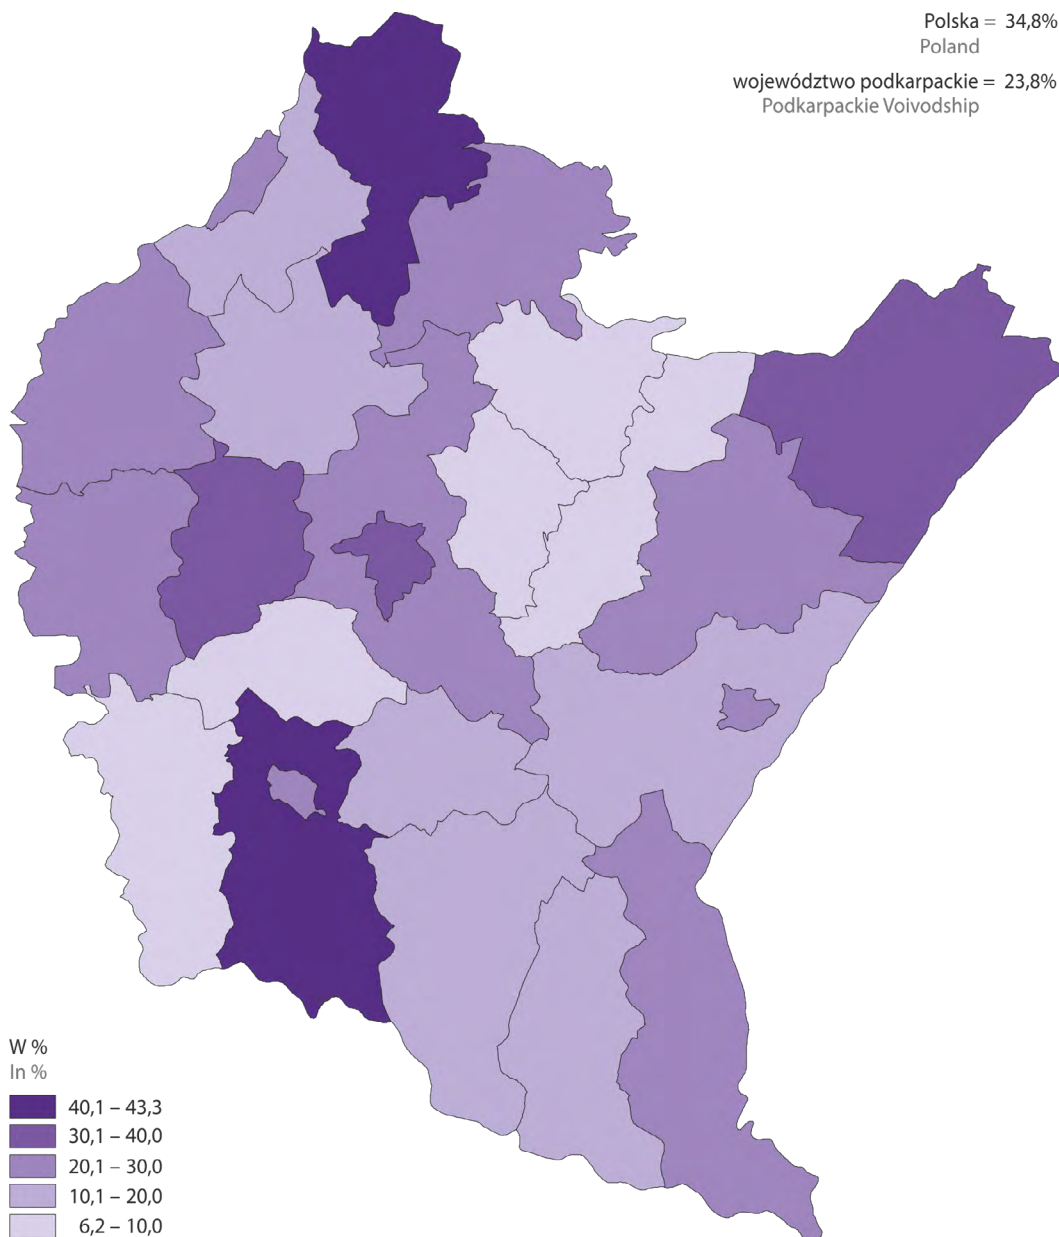 Polska = 34,8%
Poland
województwo podkarpackie = 23,8%
Podkarpackie Voivodship
W %
In %
40,1 – 43,3
30,1 – 40,0
20,1 – 30,0
10,1 – 20,0
6,2 – 10,0